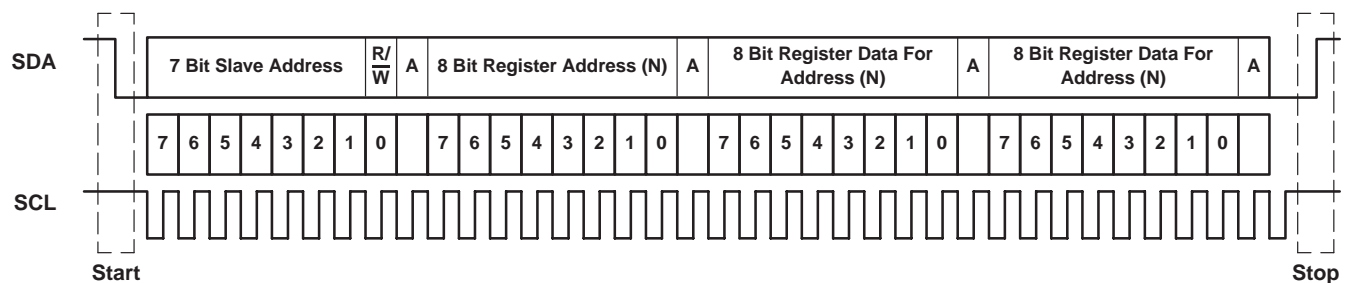 SDA
7 Bit Slave Address
R/
W
A
8 Bit Register Address (N)
A
8 Bit Register Data For
Address (N)
A
8 Bit Register Data For
Address (N)
A
7 6 5 4 3 2 1 0 7 6 5 4 3 2 1 0 7 6 5 4 3 2 1 0 7 6 5 4 3 2 1 0
SCL
Start
Stop